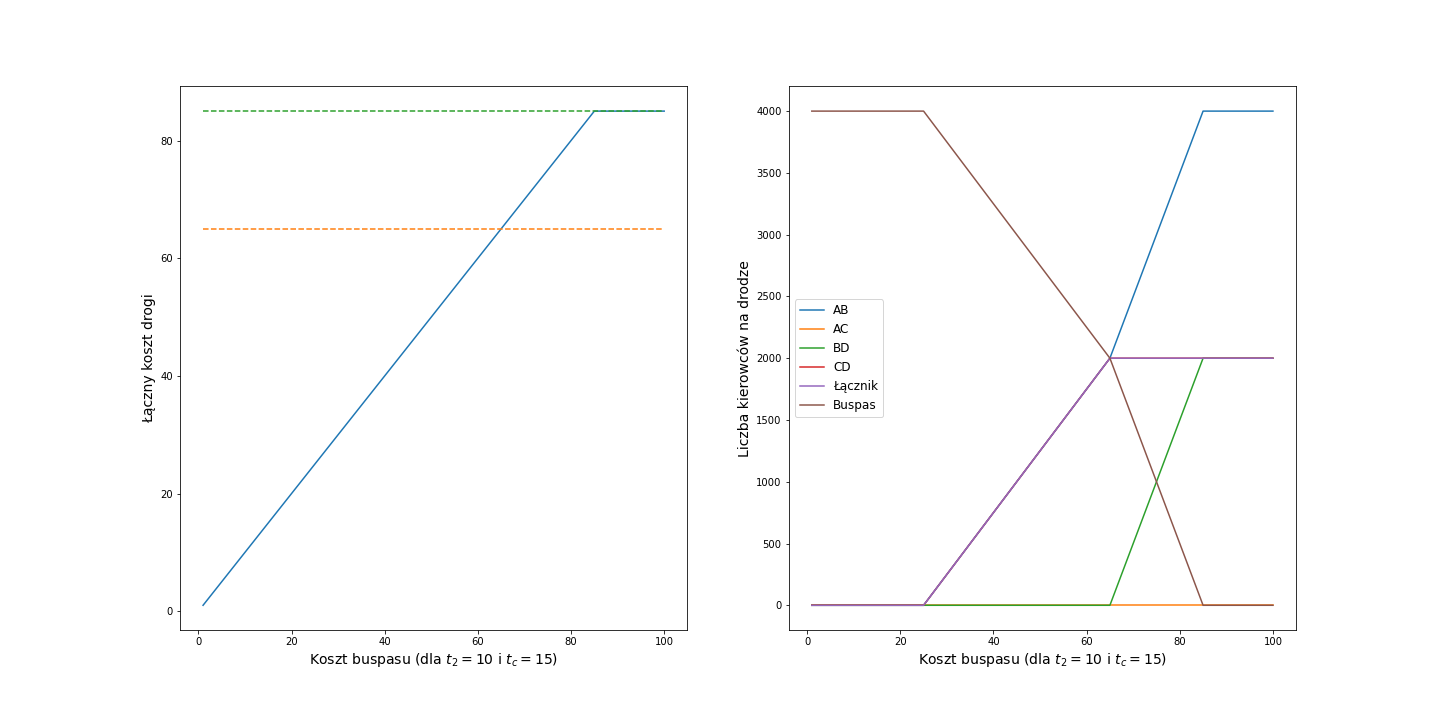 Łączny koszt drogi
80
60
40
20
0
0 20 40 60 80 100
Koszt buspasu (dla t₂ = 10 i t_c = 15)
Liczba kierowców na drodze
4000
3500
3000
2500
2000
1500
1000
500
0
AB
AC
BD
CD
Łącznik
Buspas
0 20 40 60 80 100
Koszt buspasu (dla t₂ = 10 i t_c = 15)